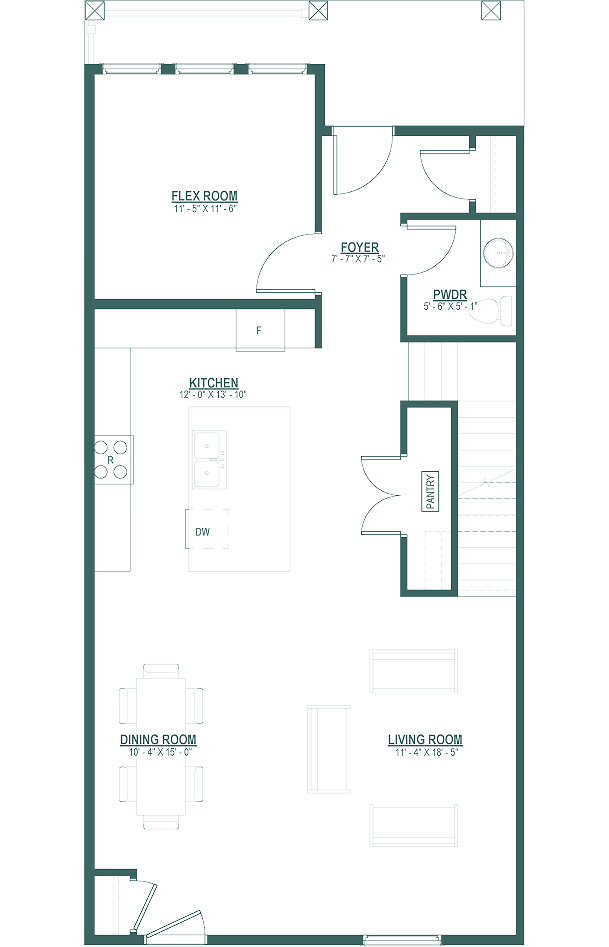 FLEX ROOM
11' - 5" X 11' - 6"
FOYER
7' - 7" X 7' - 5"
PWDR
5' - 6" X 5' - 1"
F
KITCHEN
12' - 0" X 13' - 10"
R
PANTRY
DW
DINING ROOM
10' - 4" X 15' - 0"
LIVING ROOM
11' - 4" X 18' - 5"